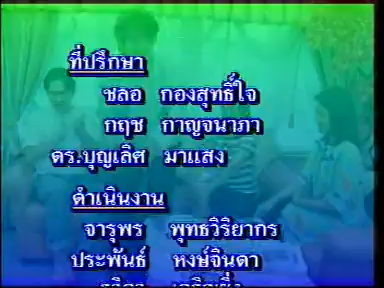 ที่ปรึกษา
ชลอ กองสุทธิ์ใจ
กฤช กาญจนาภา
ดร.บุญเลิศ มาแสง
ดำเนินงาน
จารุพร พุทธวิริยากร
ประพันธ์ หงษ์จินดา